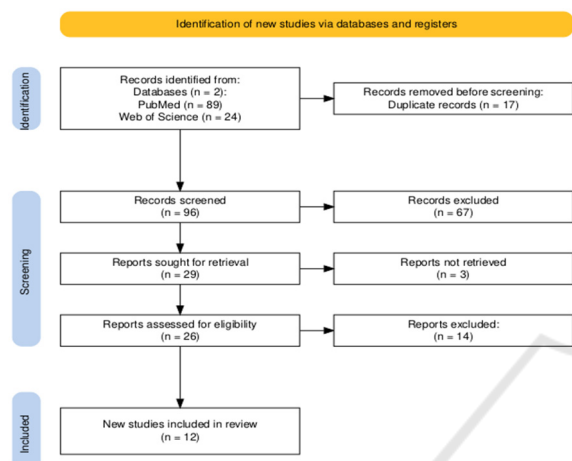 Identification of new studies via databases and registers
Identification
Records identified from:
Databases (n = 2):
PubMed (n = 89)
Web of Science (n = 24)
Records removed before screening:
Duplicate records (n = 17)
Screening
Records screened
(n = 96)
Records excluded
(n = 67)
Reports sought for retrieval
(n = 29)
Reports not retrieved
(n = 3)
Reports assessed for eligibility
(n = 26)
Reports excluded:
(n = 14)
Included
New studies included in review
(n = 12)